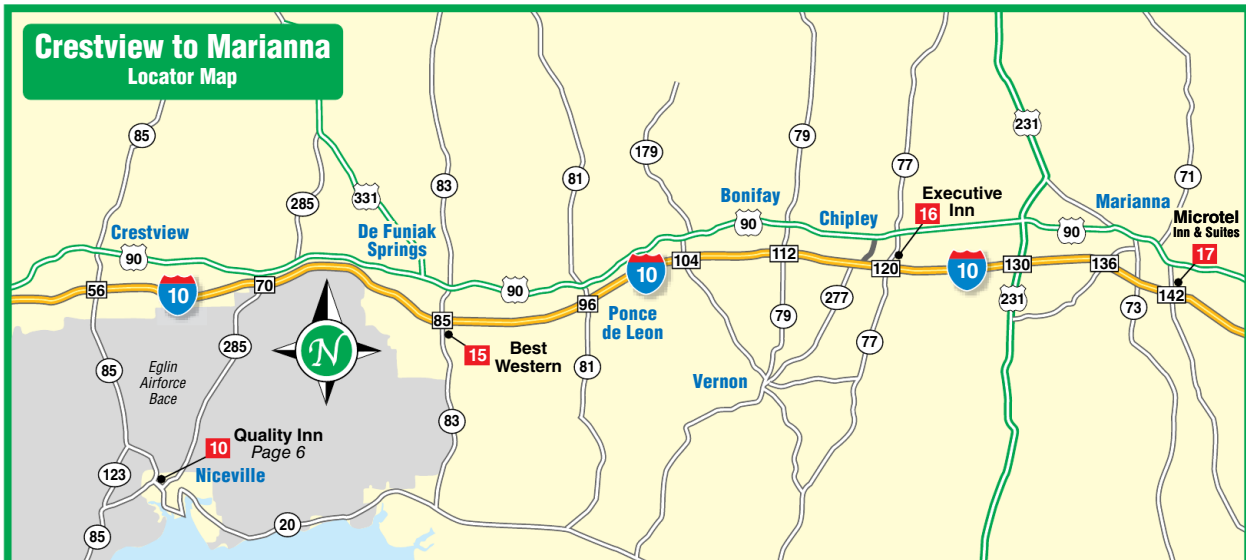 Crestview to Marianna
Locator Map
85
179
79
231
77
71
83
81
331
285
Executive
16
Inn
Bonifay
Marianna
Chipley
Microtel
Inn & Suites
17
Crestview
De Funiak
Springs
90
90
90
90
10
56
70
104
112
120
10
130
136
142
10
96
85
277
231
73
Ponce
de Leon
79
77
N
285
15
Best
Western
85
Eglin
Airforce
Bace
81
Vernon
83
10
Quality Inn
Page 6
Niceville
123
20
85